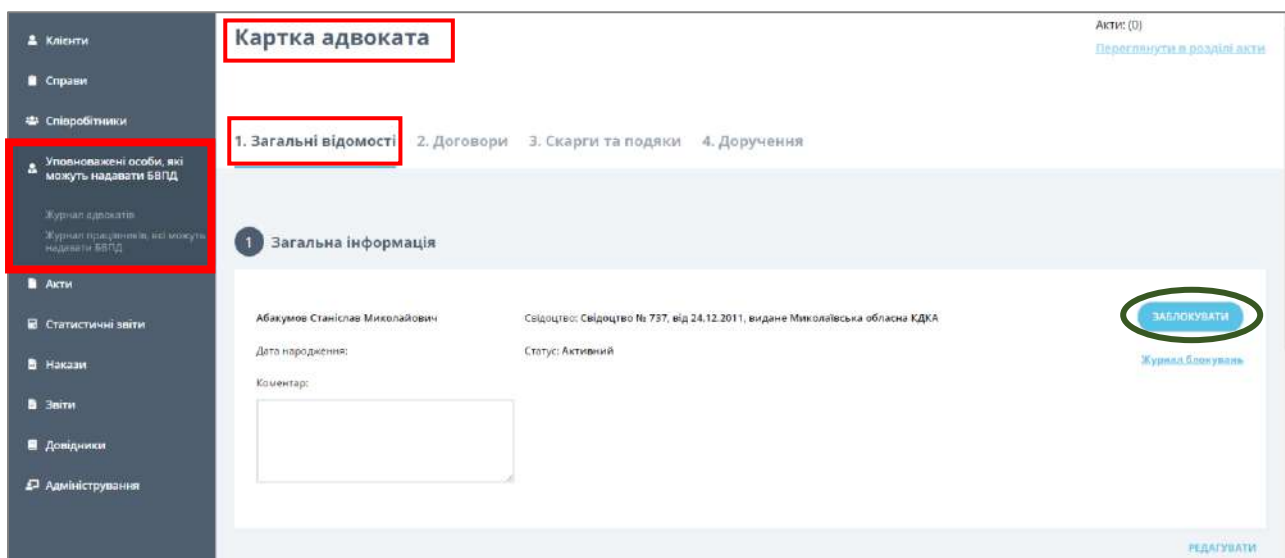 Клієнти
Справи
Співробітники
Уповноважені особи, які
можуть надавати БВПД
Журнал адвокатів
Журнал працівників, які можуть
надавати БВПД
Акти
Статистичні звіти
Накази
Звіти
Довідники
Адміністрування
Картка адвоката
Акти: (0)
Переглянути в розділі акти
1. Загальні відомості 2. Договори 3. Скарги та подяки 4. Доручення
1 Загальна інформація
Абакумов Станіслав Миколайович Свідоцтво: Свідоцтво № 737, від 24.12.2011, видане Миколаївська обласна КДКА ЗАБЛОКУВАТИ
Дата народження: Статус: Активний Журнал блокувань
Коментар:
РЕДАГУВАТИ